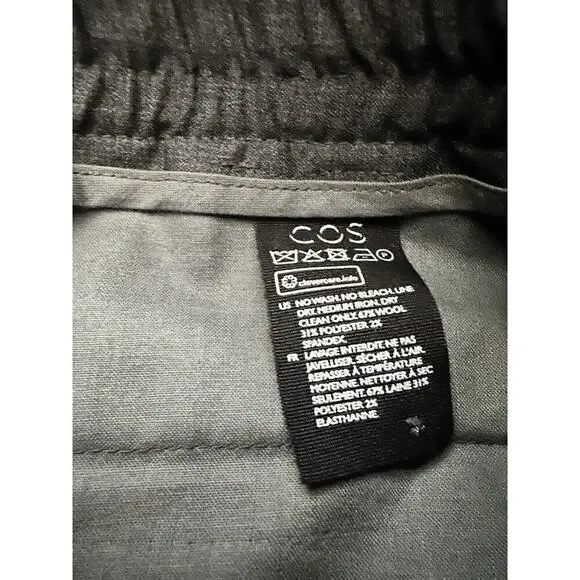 COS
P
clevercare.info
US NO WASH. NO BLEACH. LINE
DRY. MEDIUM IRON. DRY
CLEAN ONLY. 67% WOOL
31% POLYESTER 2%
SPANDEX.
FR LAVAGE INTERDIT. NE PAS
JAVELLISER. SÉCHER À L'AIR.
REPASSER À TEMPÉRATURE
MOYENNE. NETTOYER À SEC
SEULEMENT. 67% LAINE 31%
POLYESTER 2%
ELASTHANNE.